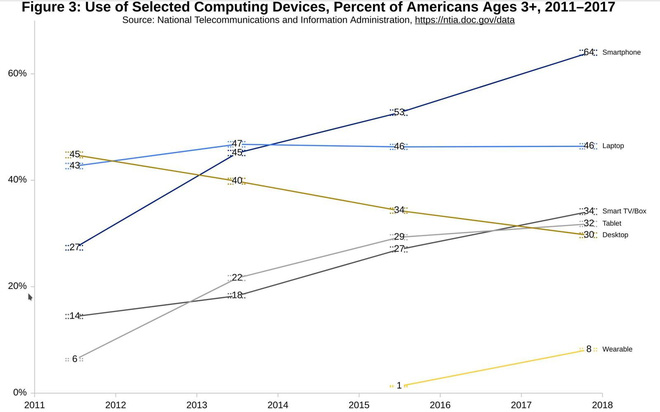 Figure 3: Use of Selected Computing Devices, Percent of Americans Ages 3+, 2011–2017
Source: National Telecommunications and Information Administration, https://ntia.doc.gov/data
64 Smartphone
60%
53
47
45
46
46 Laptop
45
43
40%
40
34
34 Smart TV/Box
32 Tablet
30 Desktop
29
27
27
22
20%
18
14
8 Wearable
6
1
0%
2011 2012 2013 2014 2015 2016 2017 2018